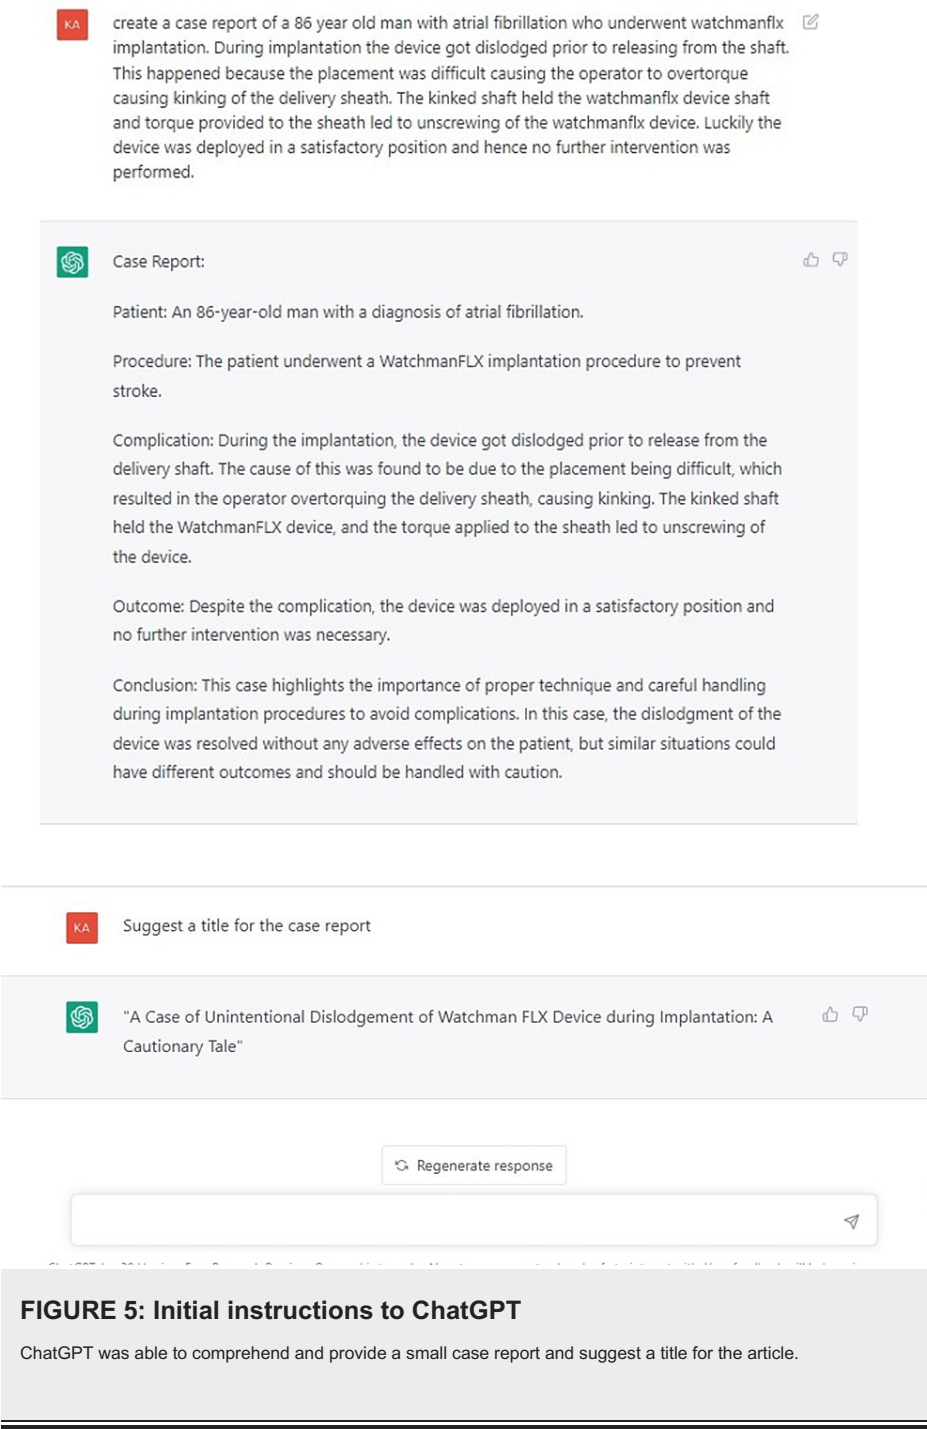 KA
create a case report of a 86 year old man with atrial fibrillation who underwent watchmanflx
implantation. During implantation the device got dislodged prior to releasing from the shaft.
This happened because the placement was difficult causing the operator to overtorque
causing kinking of the delivery sheath. The kinked shaft held the watchmanflx device shaft
and torque provided to the sheath led to unscrewing of the watchmanflx device. Luckily the
device was deployed in a satisfactory position and hence no further intervention was
performed.
Case Report:
Patient: An 86-year-old man with a diagnosis of atrial fibrillation.
Procedure: The patient underwent a WatchmanFLX implantation procedure to prevent
stroke.
Complication: During the implantation, the device got dislodged prior to release from the
delivery shaft. The cause of this was found to be due to the placement being difficult, which
resulted in the operator overtorquing the delivery sheath, causing kinking. The kinked shaft
held the WatchmanFLX device, and the torque applied to the sheath led to unscrewing of
the device.
Outcome: Despite the complication, the device was deployed in a satisfactory position and
no further intervention was necessary.
Conclusion: This case highlights the importance of proper technique and careful handling
during implantation procedures to avoid complications. In this case, the dislodgment of the
device was resolved without any adverse effects on the patient, but similar situations could
have different outcomes and should be handled with caution.
KA
Suggest a title for the case report
"A Case of Unintentional Dislodgement of Watchman FLX Device during Implantation: A
Cautionary Tale"
Regenerate response
FIGURE 5: Initial instructions to ChatGPT
ChatGPT was able to comprehend and provide a small case report and suggest a title for the article.